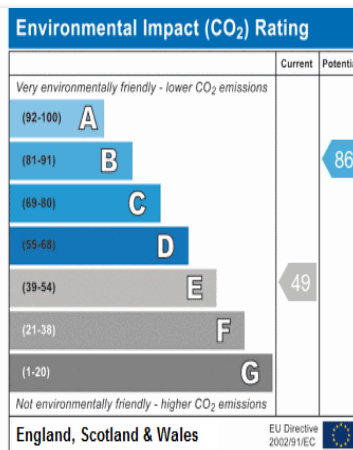 Environmental Impact (CO₂) Rating
Current Potentia
Very environmentally friendly - lower CO₂ emissions
(92-100) A
(81-91) B 86
(69-80) C
(55-68) D
(39-54) E 49
(21-38) F
(1-20) G
Not environmentally friendly - higher CO₂ emissions
England, Scotland & Wales
EU Directive
2002/91/EC